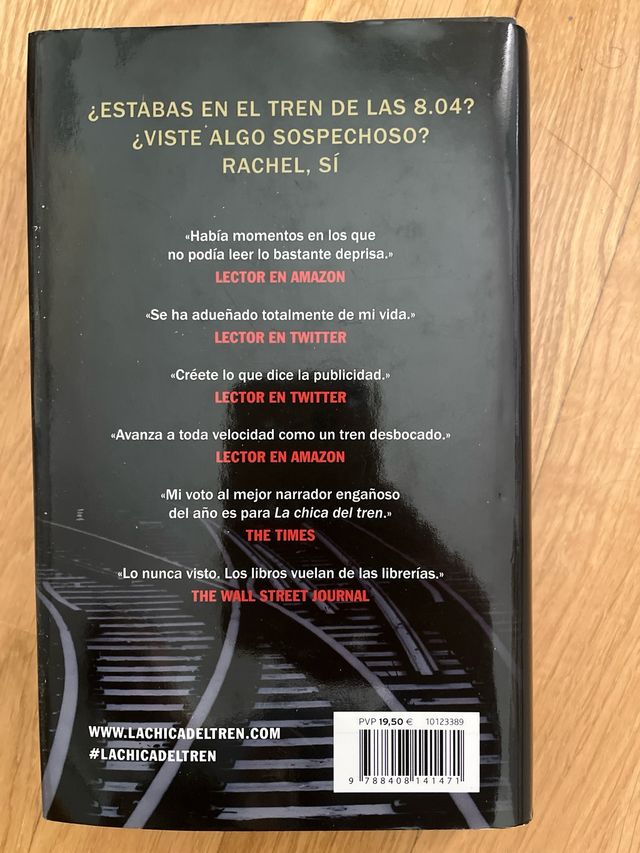 ¿ESTABAS EN EL TREN DE LAS 8.04?
¿VISTE ALGO SOSPECHOSO?
RACHEL, SÍ
«Había momentos en los que
no podía leer lo bastante deprisa.»
LECTOR EN AMAZON
«Se ha adueñado totalmente de mi vida.»
LECTOR EN TWITTER
«Créete lo que dice la publicidad.»
LECTOR EN TWITTER
«Avanza a toda velocidad como un tren desbocado.»
LECTOR EN AMAZON
«Mi voto al mejor narrador engañoso
del año es para La chica del tren.»
THE TIMES
«Lo nunca visto. Los libros vuelan de las librerías.»
THE WALL STREET JOURNAL
WWW.LACHICADELTREN.COM
#LACHICADELTREN
PVP 19,50 € 10123389
9 788408 141471